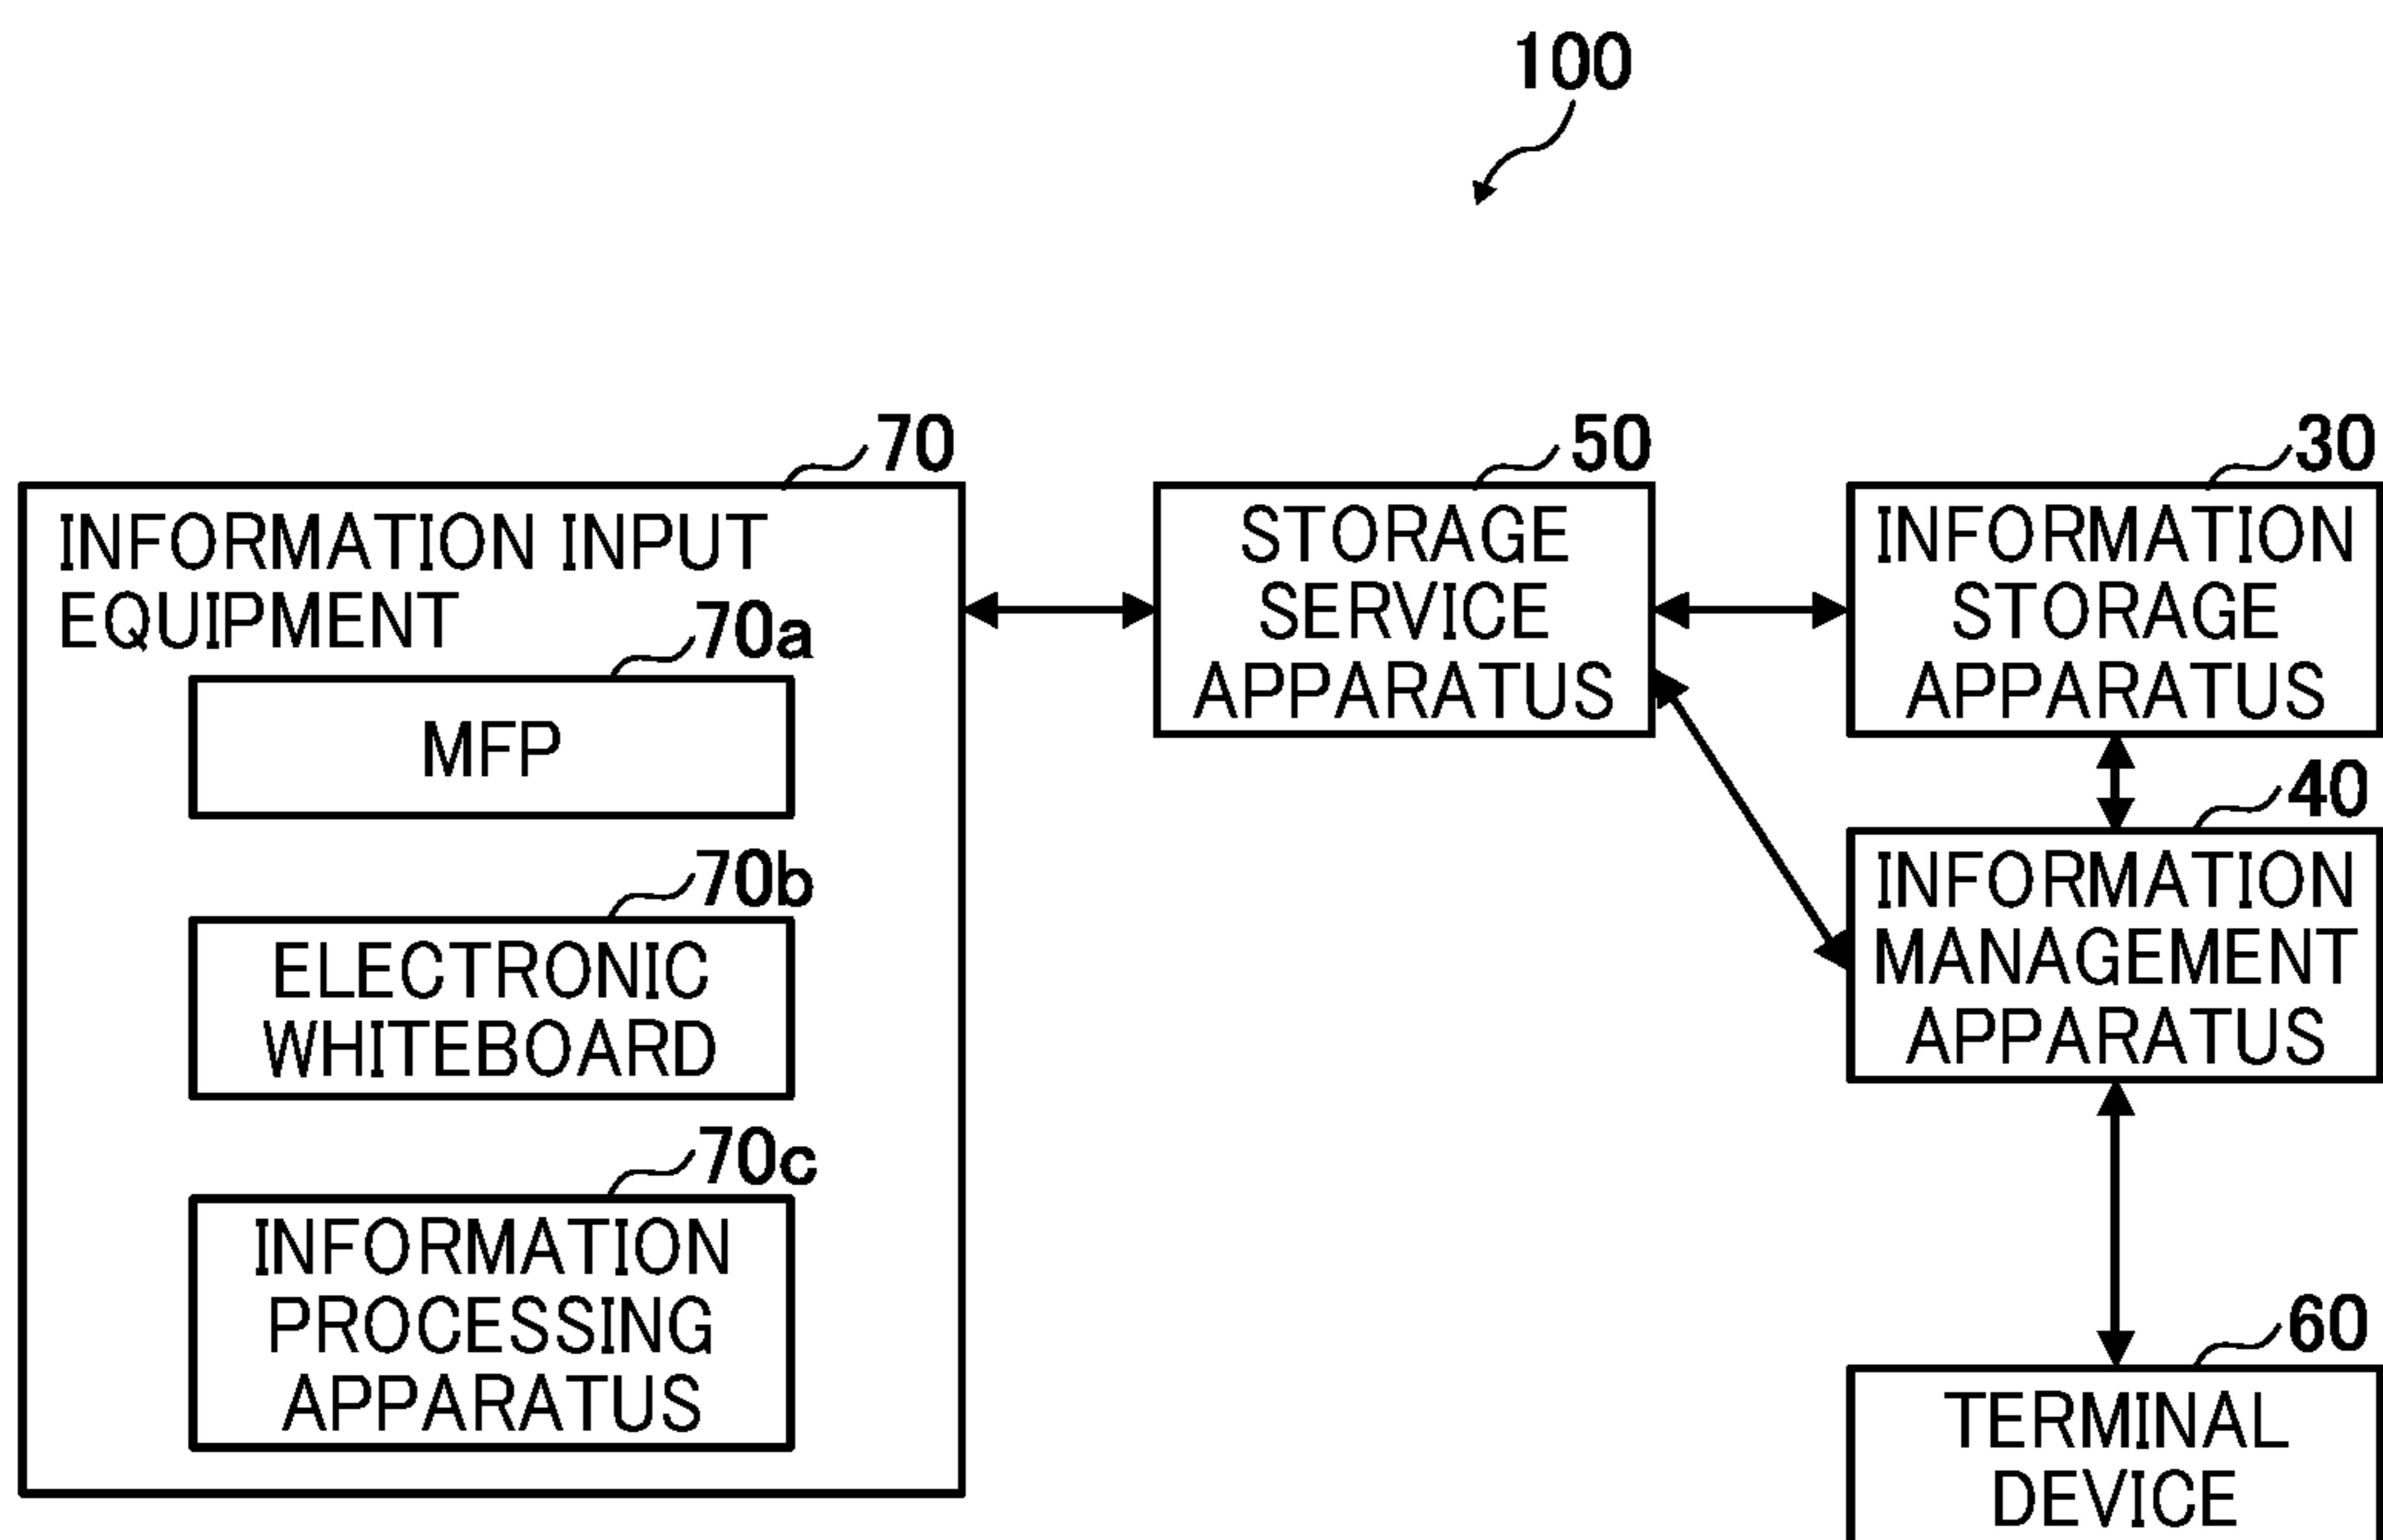 100
70
INFORMATION INPUT
EQUIPMENT
70a
MFP
70b
ELECTRONIC
WHITEBOARD
70c
INFORMATION
PROCESSING
APPARATUS
50
STORAGE
SERVICE
APPARATUS
30
INFORMATION
STORAGE
APPARATUS
40
INFORMATION
MANAGEMENT
APPARATUS
60
TERMINAL
DEVICE